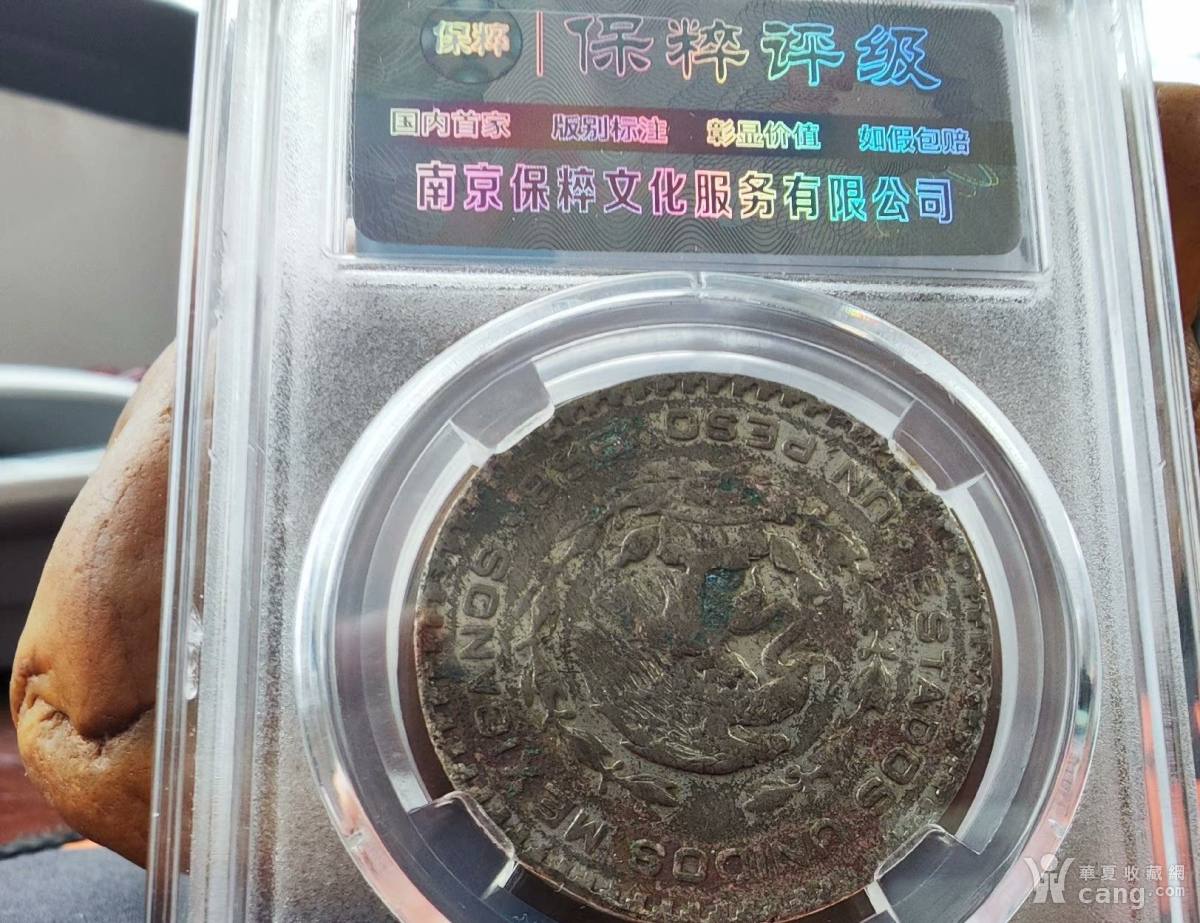 保粹 保粹评级
国内首家 版别标注 彰显价值 如假包赔
南京保粹文化服务有限公司
UN PESO
ESTADOS UNIDOS MEXICANOS
華夏收藏網
cang.com